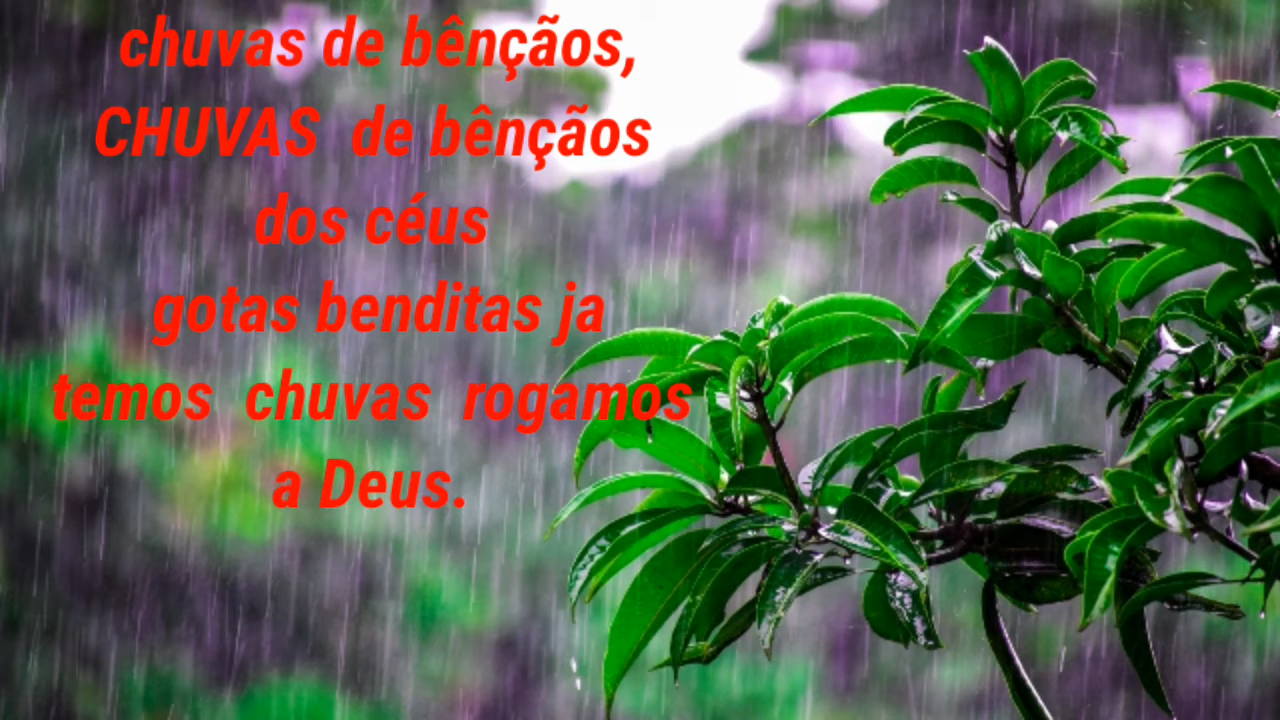 chuvas de bênçãos,
CHUVAS de bênçãos
dos céus
gotas benditas ja
temos chuvas rogamos
a Deus.